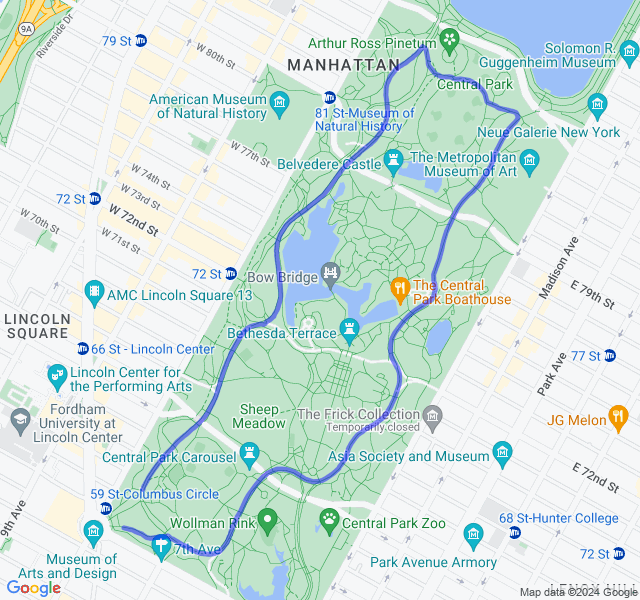 9A
Riverside Dr
79 St
W 80th St
Arthur Ross Pinetum
MANHATTAN
Solomon R.
Guggenheim Museum
Central Park
American Museum
of Natural History
81 St-Museum of
Natural History
Neue Galerie New York
W 77th St
Belvedere Castle
The Metropolitan
Museum of Art
W 74th St
W 73rd St
W 72nd St
W 71st St
72 St
W 70th St
72 St
Bow Bridge
The Central
Park Boathouse
Madison Ave
E 79th St
AMC Lincoln Square 13
LINCOLN
SQUARE
Bethesda Terrace
66 St - Lincoln Center
Park Ave
77 St
Lincoln Center for
the Performing Arts
Fordham
University at
Lincoln Center
Sheep
Meadow
The Frick Collection
Temporarily closed
JG Melon
Central Park Carousel
Asia Society and Museum
E 72nd St
59 St-Columbus Circle
9th Ave
Wollman Rink
Central Park Zoo
68 St-Hunter College
Museum of
Arts and Design
7th Ave
Park Avenue Armory
72 St
LENOX HILL
Google
Map data ©2024 Google